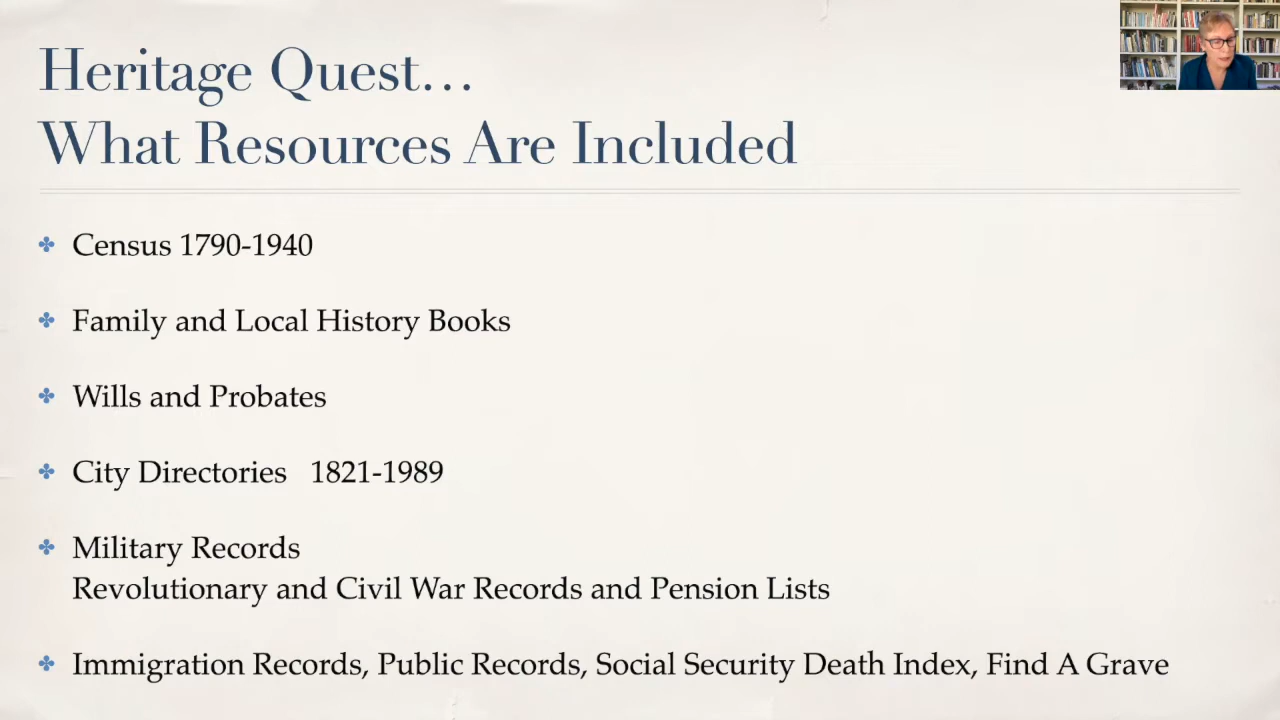 Heritage Quest…
What Resources Are Included
Census 1790-1940
Family and Local History Books
Wills and Probates
City Directories 1821-1989
Military Records
Revolutionary and Civil War Records and Pension Lists
Immigration Records, Public Records, Social Security Death Index, Find A Grave